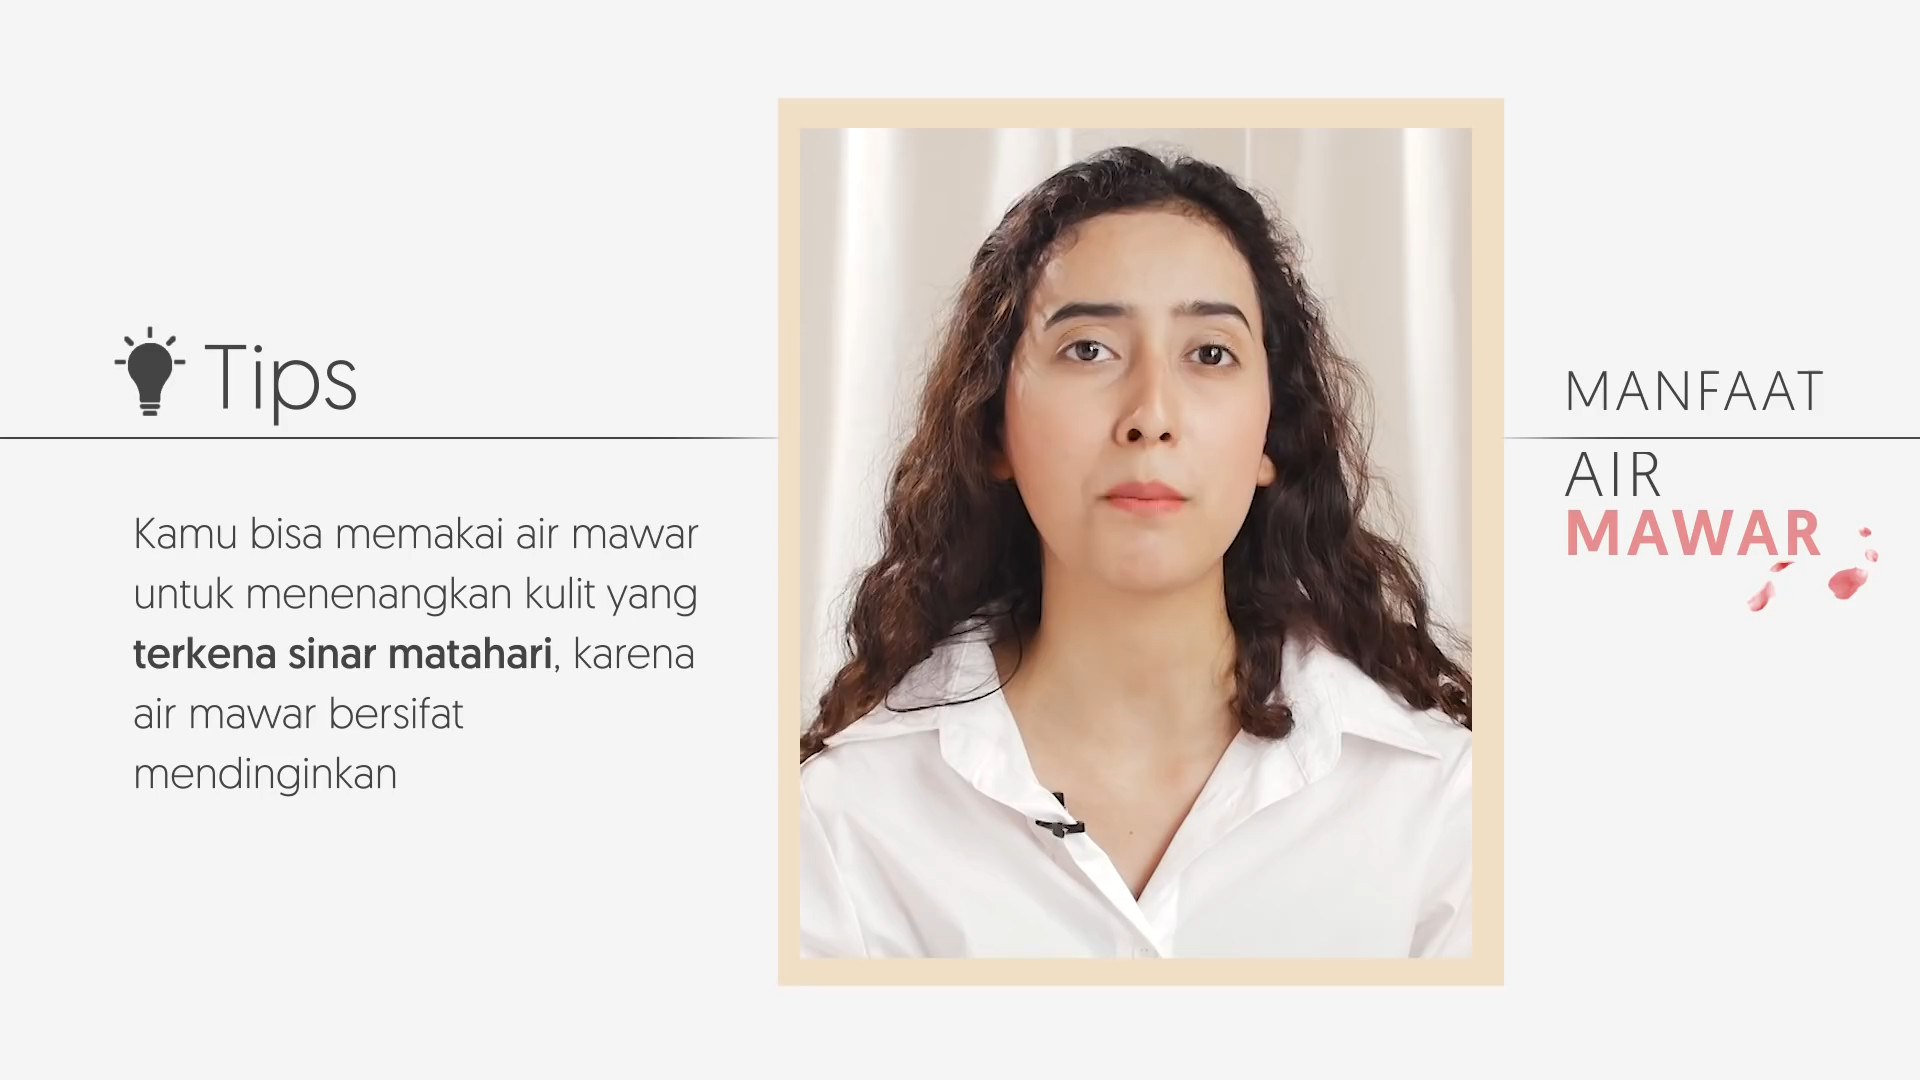 Tips
Kamu bisa memakai air mawar
untuk menenangkan kulit yang
terkena sinar matahari, karena
air mawar bersifat
mendinginkan
MANFAAT
AIR
MAWAR